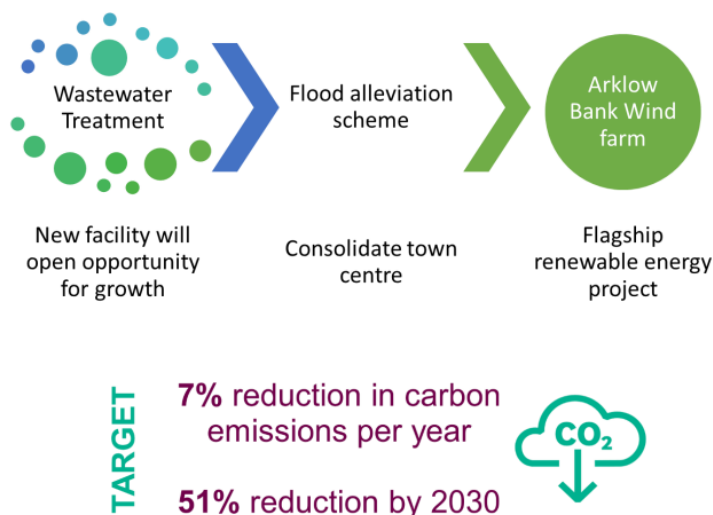 Wastewater
Treatment
Flood alleviation
scheme
Arklow
Bank Wind
farm
New facility will
open opportunity
for growth
Consolidate town
centre
Flagship
renewable energy
project
TARGET
7% reduction in carbon
emissions per year
51% reduction by 2030
CO₂